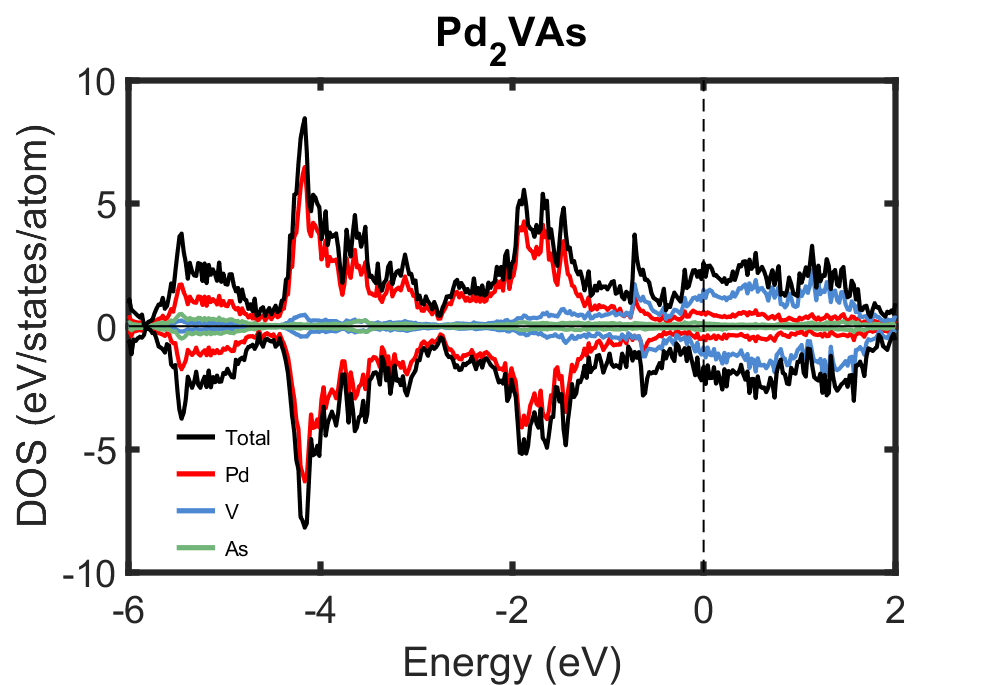 Pd₂VAs
DOS (eV/states/atom)
10
5
0
-5
-10
Total
Pd
V
As
-6 -4 -2 0 2
Energy (eV)